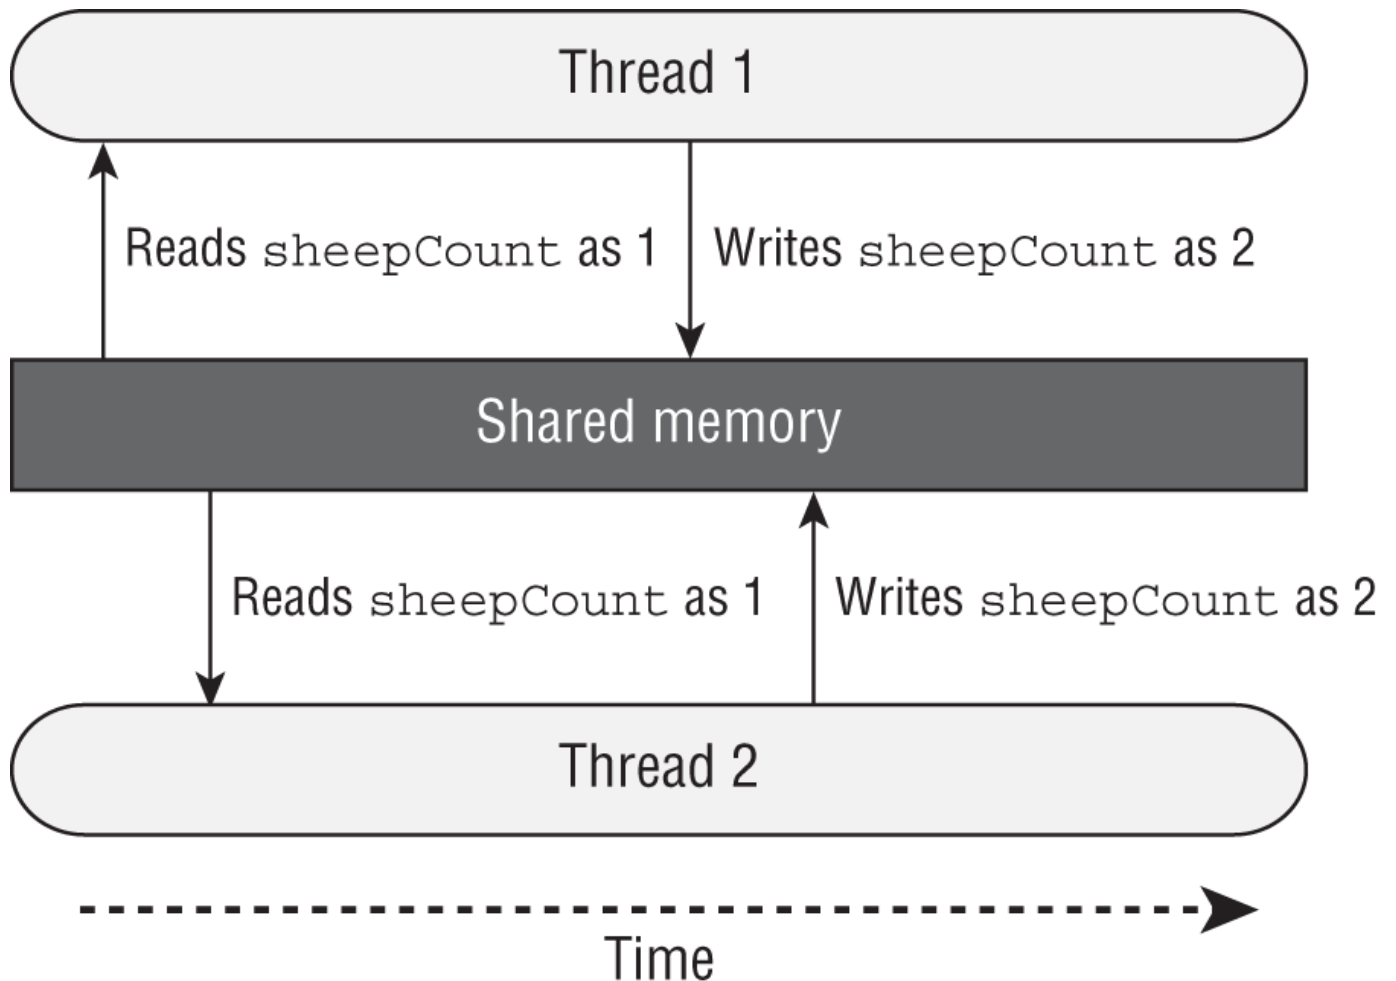 Thread 1
Reads sheepCount as 1
Writes sheepCount as 2
Shared memory
Reads sheepCount as 1
Writes sheepCount as 2
Thread 2
Time